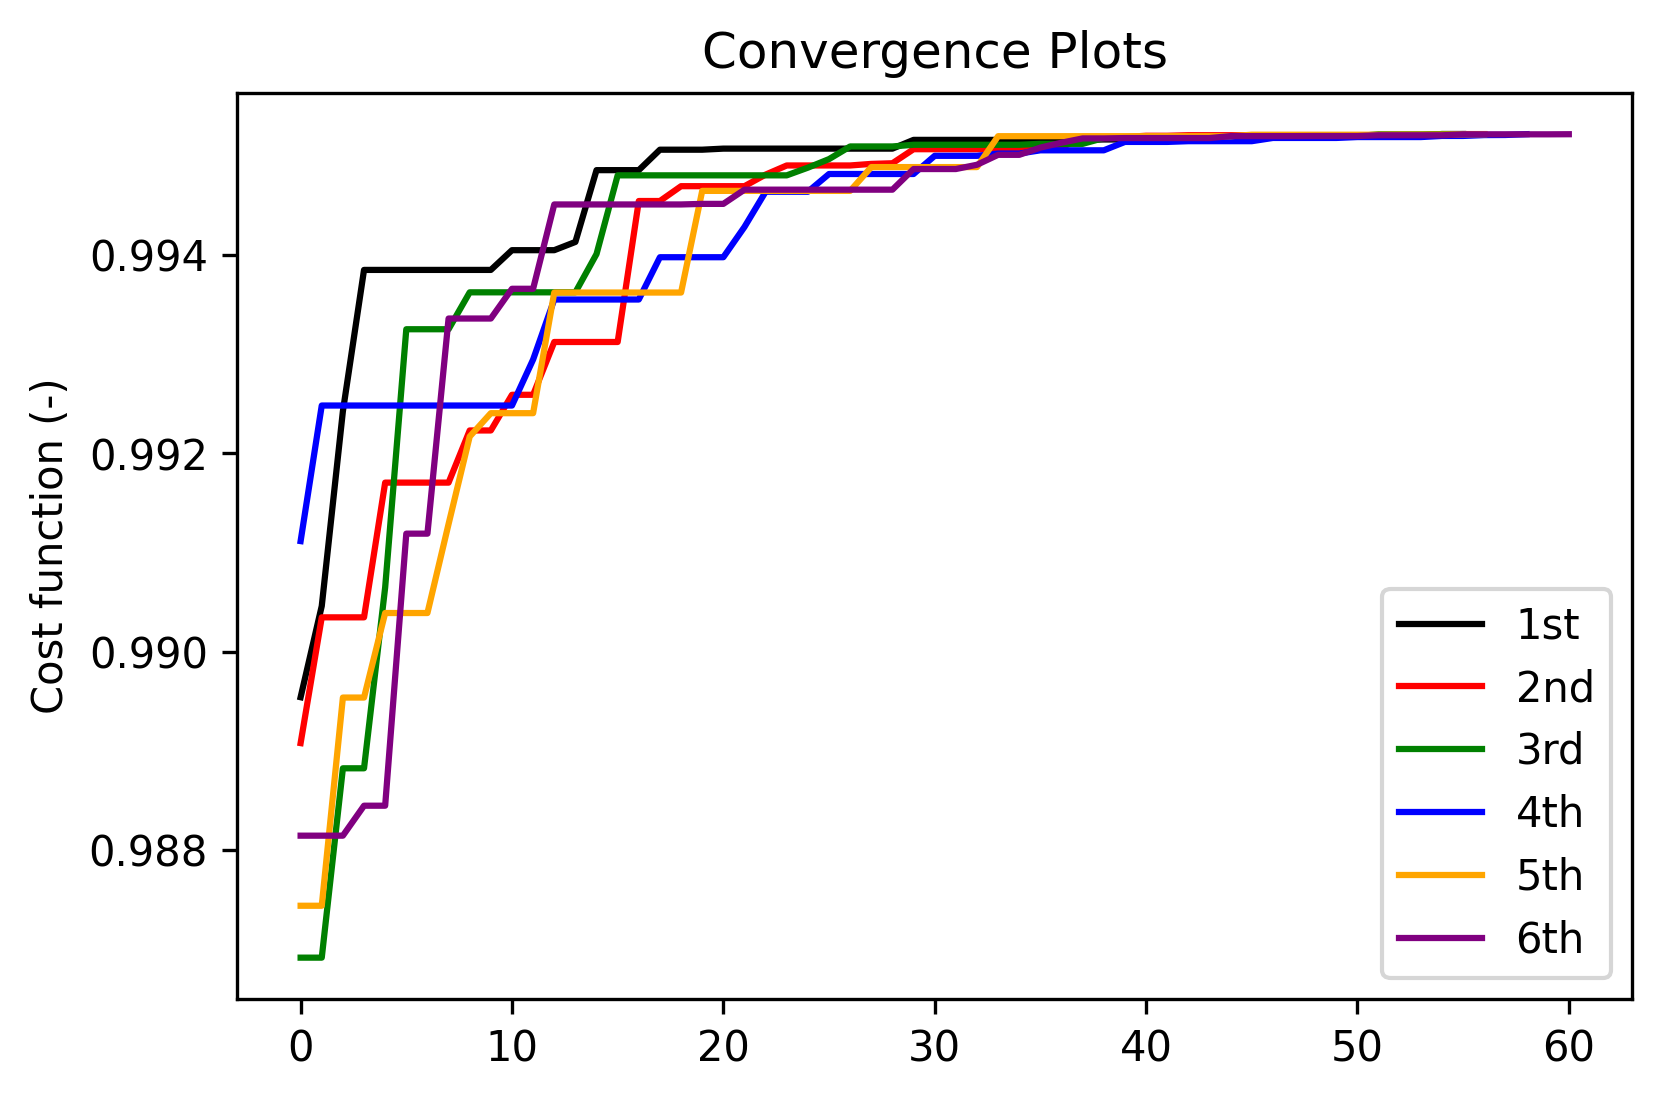 Convergence Plots
Cost function (-)
0.994
0.992
0.990
0.988
0 10 20 30 40 50 60
1st
2nd
3rd
4th
5th
6th